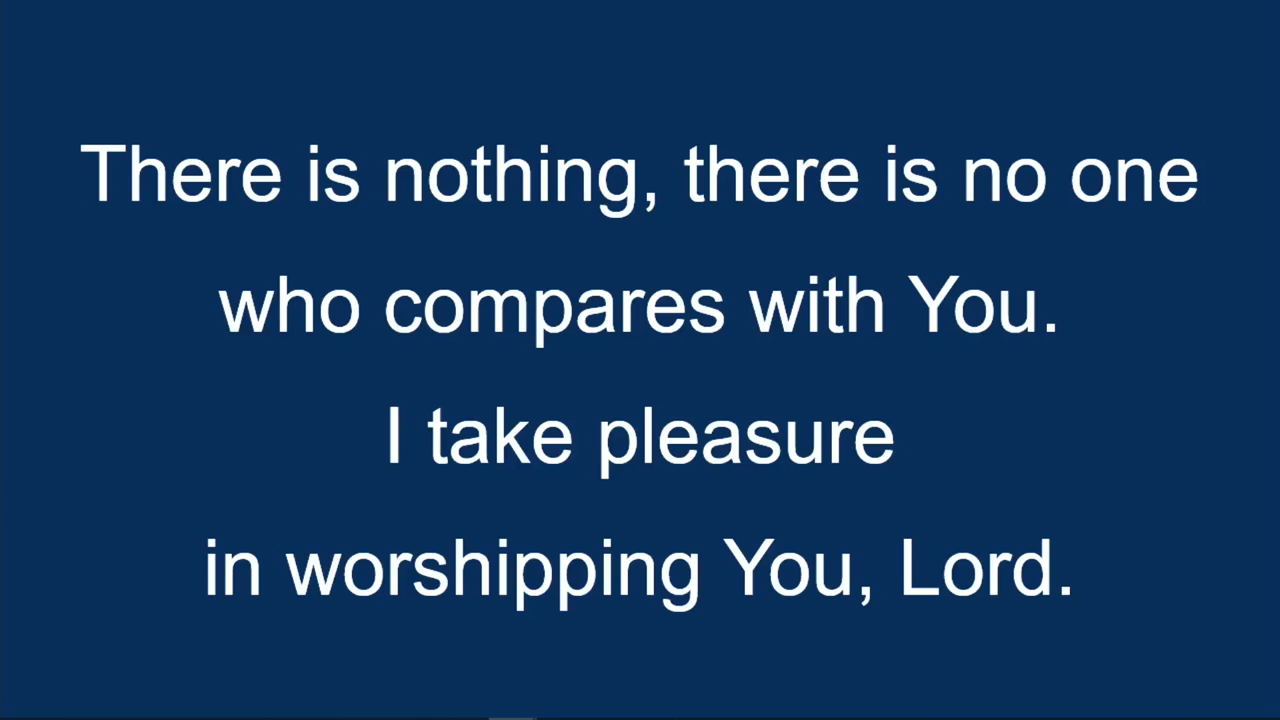 There is nothing, there is no one
who compares with You.
I take pleasure
in worshipping You, Lord.